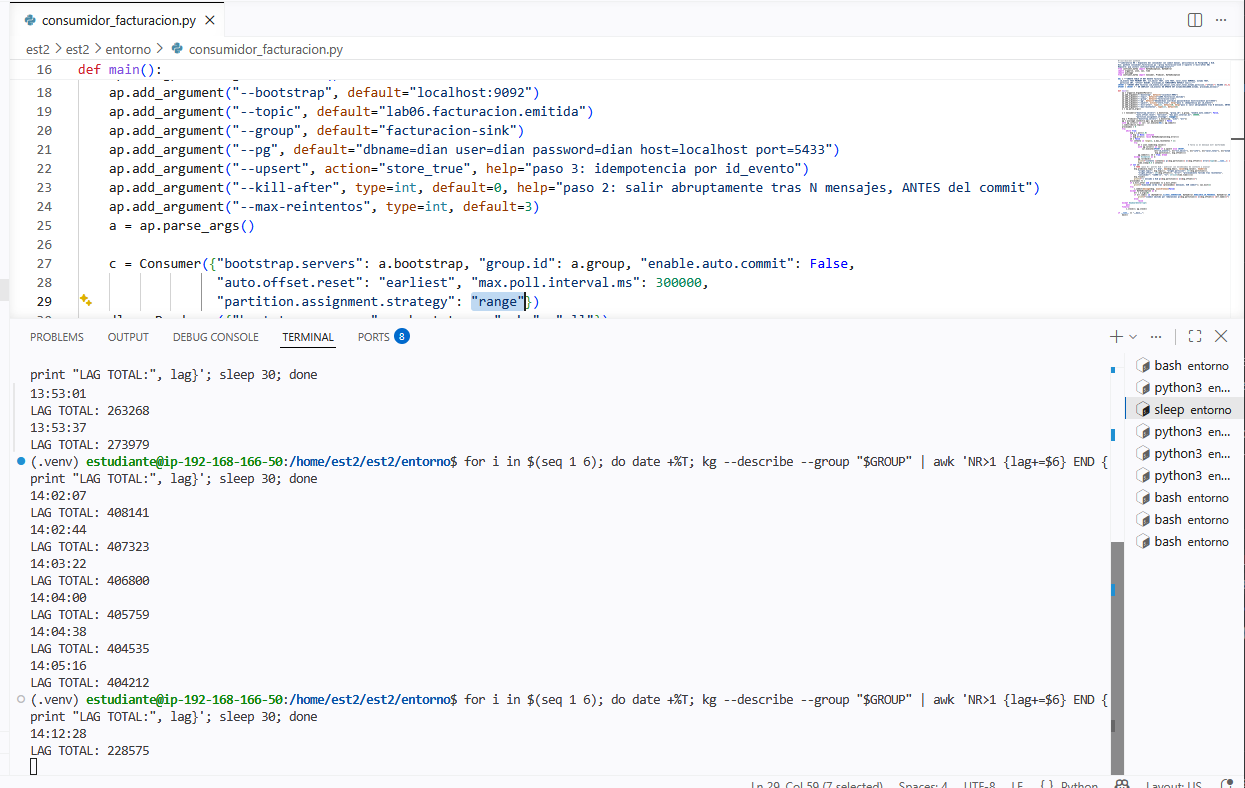 consumidor_facturacion.py
est2 > est2 > entorno > consumidor_facturacion.py
16 def main():
18 ap.add_argument("--bootstrap", default="localhost:9092")
19 ap.add_argument("--topic", default="lab06.facturacion.emitida")
20 ap.add_argument("--group", default="facturacion-sink")
21 ap.add_argument("--pg", default="dbname=dian user=dian password=dian host=localhost port=5433")
22 ap.add_argument("--upsert", action="store_true", help="paso 3: idempotencia por id_evento")
23 ap.add_argument("--kill-after", type=int, default=0, help="paso 2: salir abruptamente tras N mensajes, ANTES del commit")
24 ap.add_argument("--max-reintentos", type=int, default=3)
25 a = ap.parse_args()
26
27 c = Consumer({"bootstrap.servers": a.bootstrap, "group.id": a.group, "enable.auto.commit": False,
28 "auto.offset.reset": "earliest", "max.poll.interval.ms": 300000,
29 "partition.assignment.strategy": "range"})
PROBLEMS OUTPUT DEBUG CONSOLE TERMINAL PORTS 8
print "LAG TOTAL:", lag}'; sleep 30; done
13:53:01
LAG TOTAL: 263268
13:53:37
LAG TOTAL: 273979
(.venv) estudiante@ip-192-168-166-50:/home/est2/est2/entorno$ for i in $(seq 1 6); do date +%T; kg --describe --group "$GROUP" | awk 'NR>1 {lag+=$6} END {
print "LAG TOTAL:", lag}'; sleep 30; done
14:02:07
LAG TOTAL: 408141
14:02:44
LAG TOTAL: 407323
14:03:22
LAG TOTAL: 406800
14:04:00
LAG TOTAL: 405759
14:04:38
LAG TOTAL: 404535
14:05:16
LAG TOTAL: 404212
(.venv) estudiante@ip-192-168-166-50:/home/est2/est2/entorno$ for i in $(seq 1 6); do date +%T; kg --describe --group "$GROUP" | awk 'NR>1 {lag+=$6} END {
print "LAG TOTAL:", lag}'; sleep 30; done
14:12:28
LAG TOTAL: 228575
bash entorno
python3 en...
sleep entorno
python3 en...
python3 en...
python3 en...
bash entorno
bash entorno
bash entorno
Ln 29, Col 59 (7 selected) Spaces: 4 UTF-8 LF {} Python Layout: US